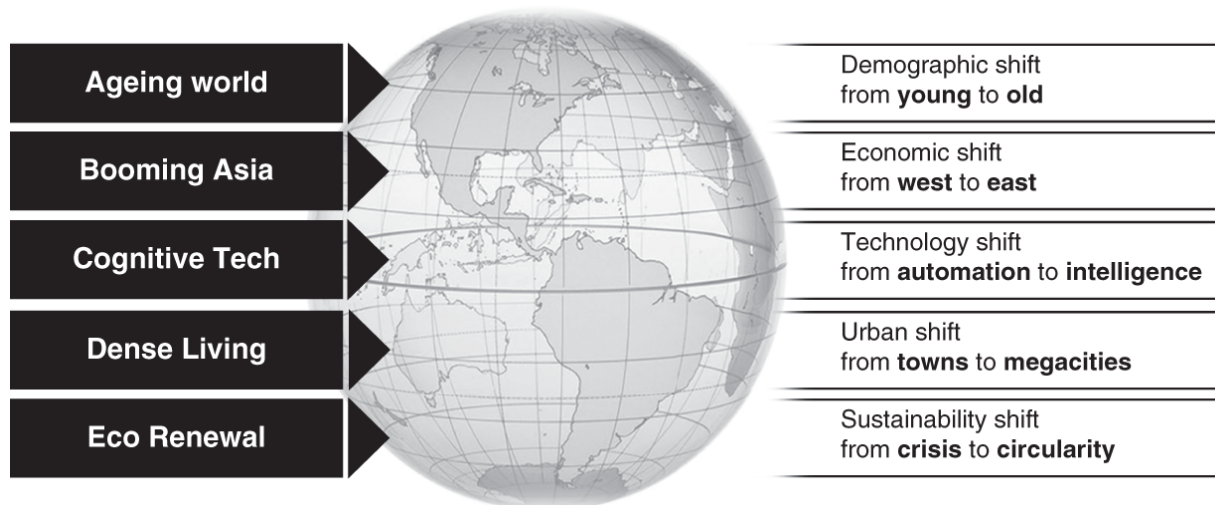 Ageing world
Demographic shift
from young to old
Booming Asia
Economic shift
from west to east
Cognitive Tech
Technology shift
from automation to intelligence
Dense Living
Urban shift
from towns to megacities
Eco Renewal
Sustainability shift
from crisis to circularity